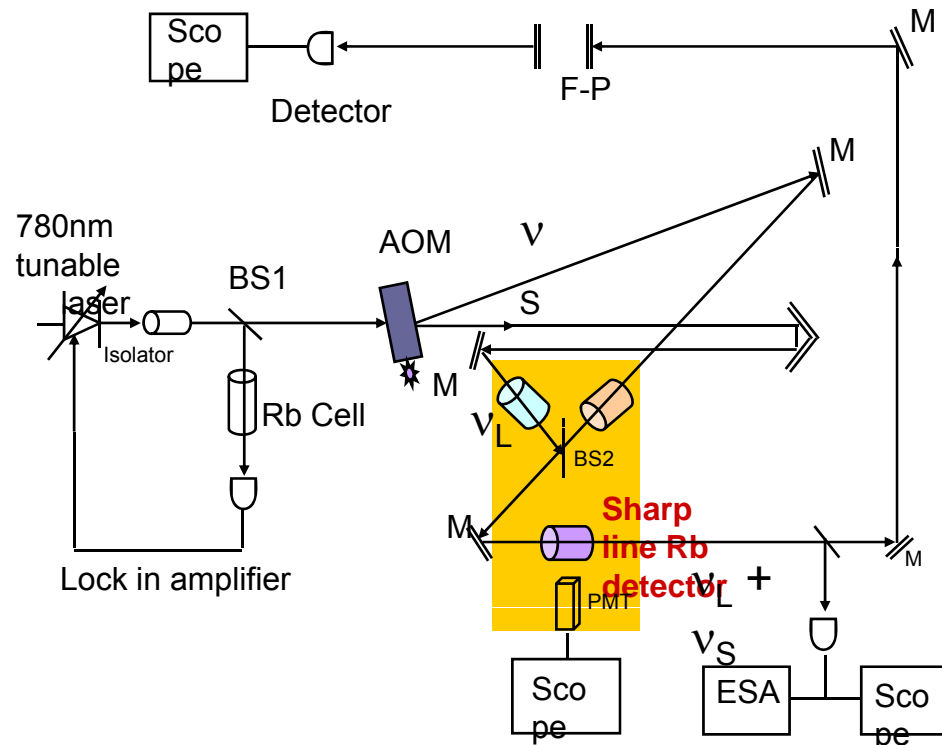 Sco
pe
M
F-P
Detector
M
780nm
tunable
laser
ν
AOM
BS1
S
Isolator
M
Rb Cell
ν
L
BS2
Sharp
line Rb
detector
M
M
Lock in amplifier
PMT
ν
L
+
ν
S
Sco
pe
ESA
Sco
pe